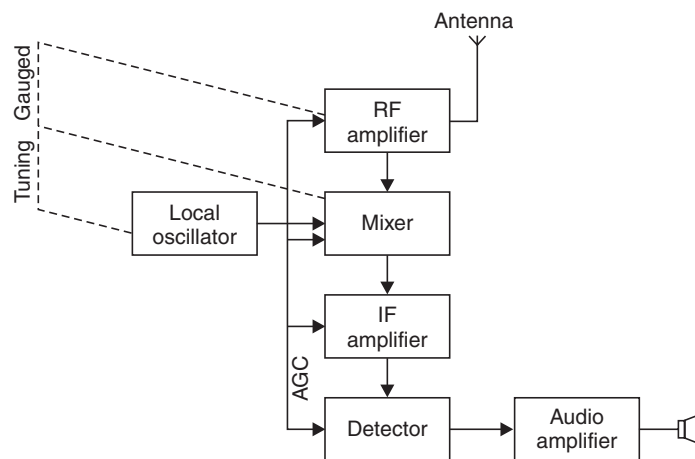 Antenna
Gauged
Tuning
RF
amplifier
Local
oscillator
Mixer
IF
amplifier
AGC
Detector
Audio
amplifier